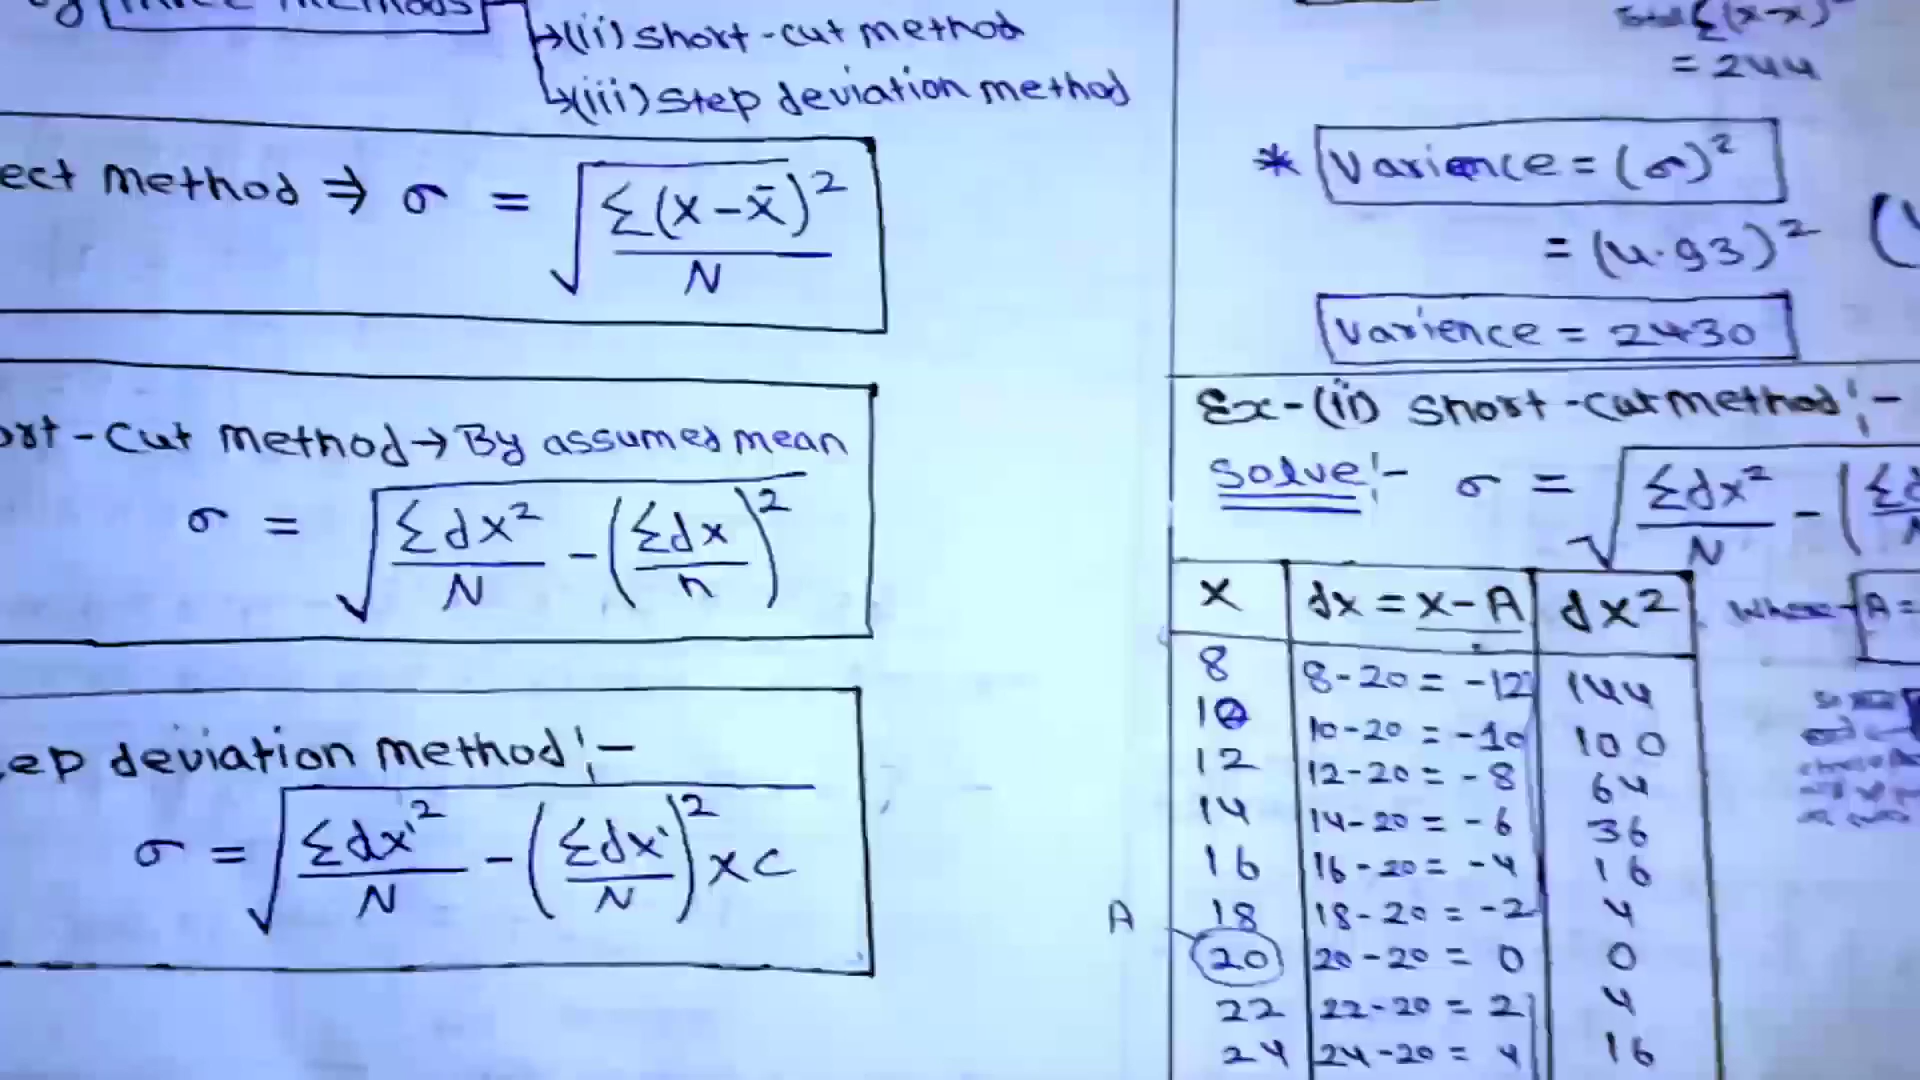 (ii) short-cut method
(iii) step deviation method
ect method ⇒ σ = √Σ(x-x̄)²/N
ort-cut method → By assumed mean
σ = √Σdx²/N - (Σdx/n)²
ep deviation method:-
σ = √Σdx'²/N - (Σdx'/N)² xc
Total Σ(x-x)²
= 244
* Varience = (σ)²
= (4.93)²
Varience = 2430
Ex-(ii) short-cut method:-
Solve:- σ = √Σdx²/N - (Σd
x dx = x-A dx²
8 8-20 = -12 144
10 10-20 = -10 100
12 12-20 = -8 64
14 14-20 = -6 36
16 16-20 = -4 16
A 18 18-20 = -2 4
20 20-20 = 0 0
22 22-20 = 2 4
24 24-20 = 4 16
A =